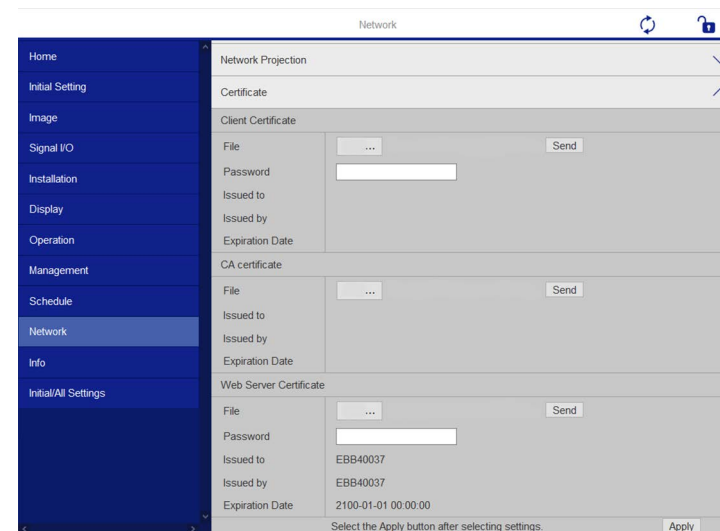 Network
Home
Initial Setting
Image
Signal I/O
Installation
Display
Operation
Management
Schedule
Network
Info
Initial/All Settings
Network Projection
Certificate
Client Certificate
File ... Send
Password
Issued to
Issued by
Expiration Date
CA certificate
File ... Send
Issued to
Issued by
Expiration Date
Web Server Certificate
File ... Send
Password
Issued to EBB40037
Issued by EBB40037
Expiration Date 2100-01-01 00:00:00
Select the Apply button after selecting settings. Apply